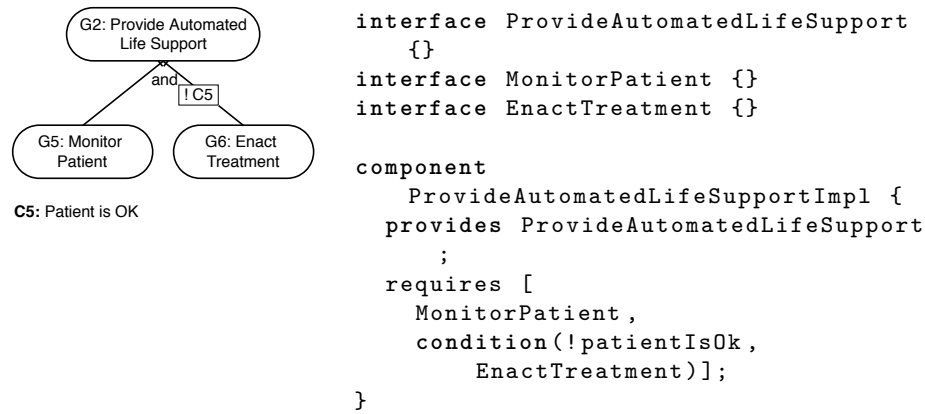 G2: Provide Automated
Life Support
and
! C5
G5: Monitor
Patient
G6: Enact
Treatment
C5: Patient is OK
interface ProvideAutomatedLifeSupport
{}
interface MonitorPatient {}
interface EnactTreatment {}
component
ProvideAutomatedLifeSupportImpl {
provides ProvideAutomatedLifeSupport
;
requires [
MonitorPatient,
condition(!patientIsOk,
EnactTreatment)];
}